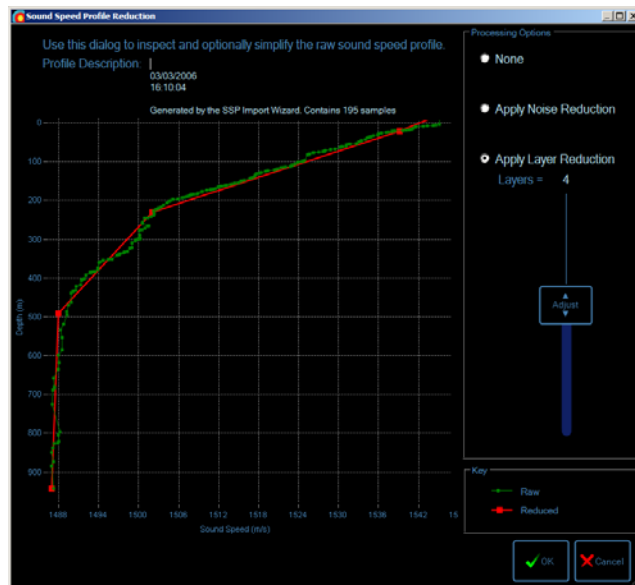 Sound Speed Profile Reduction
Use this dialog to inspect and optionally simplify the raw sound speed profile.
Profile Description:
03/03/2006
16:10:04
Generated by the SSP Import Wizard. Contains 195 samples
0
100
200
300
400
500
600
700
800
900
Depth (m)
1488
1494
1500
1506
1512
1518
1524
1530
1536
1542
15
Sound Speed (m/s)
Processing Options
None
Apply Noise Reduction
Apply Layer Reduction
Layers = 4
Adjust
Key
Raw
Reduced
OK
Cancel